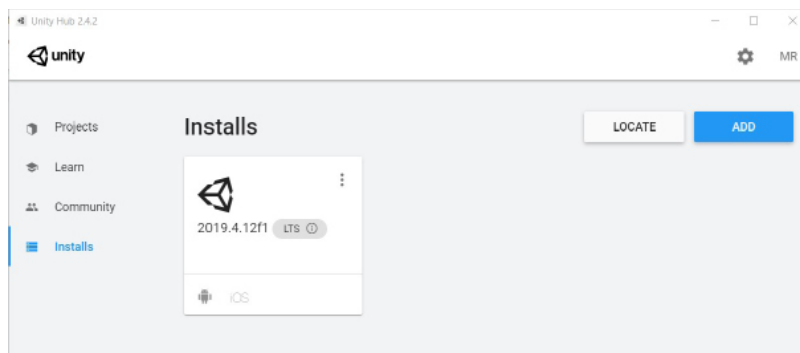 Unity Hub 2.4.2
unity
MR
Projects
Learn
Community
Installs
Installs
LOCATE
ADD
2019.4.12f1 LTS
iOS